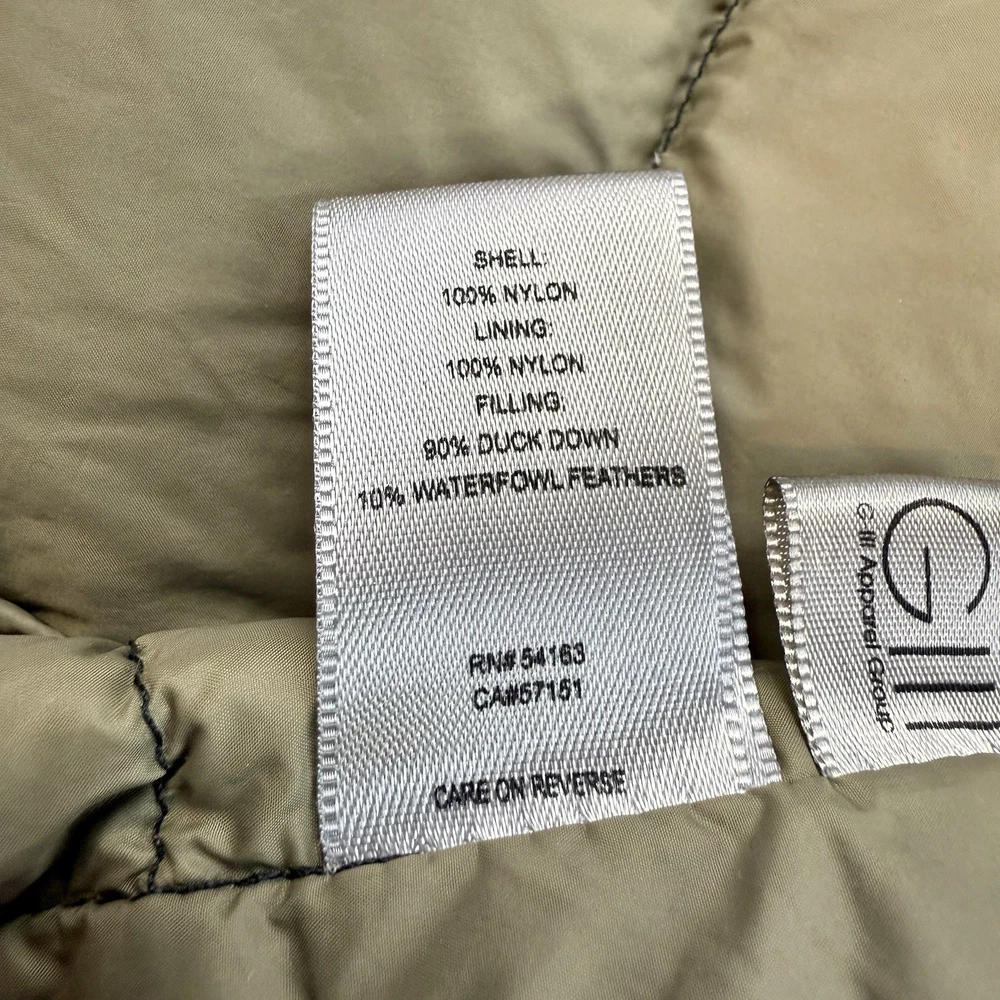 SHELL:
100% NYLON
LINING:
100% NYLON
FILLING:
90% DUCK DOWN
10% WATERFOWL FEATHERS
RN# 54163
CA#57151
CARE ON REVERSE
GIII
G-III Apparel Group